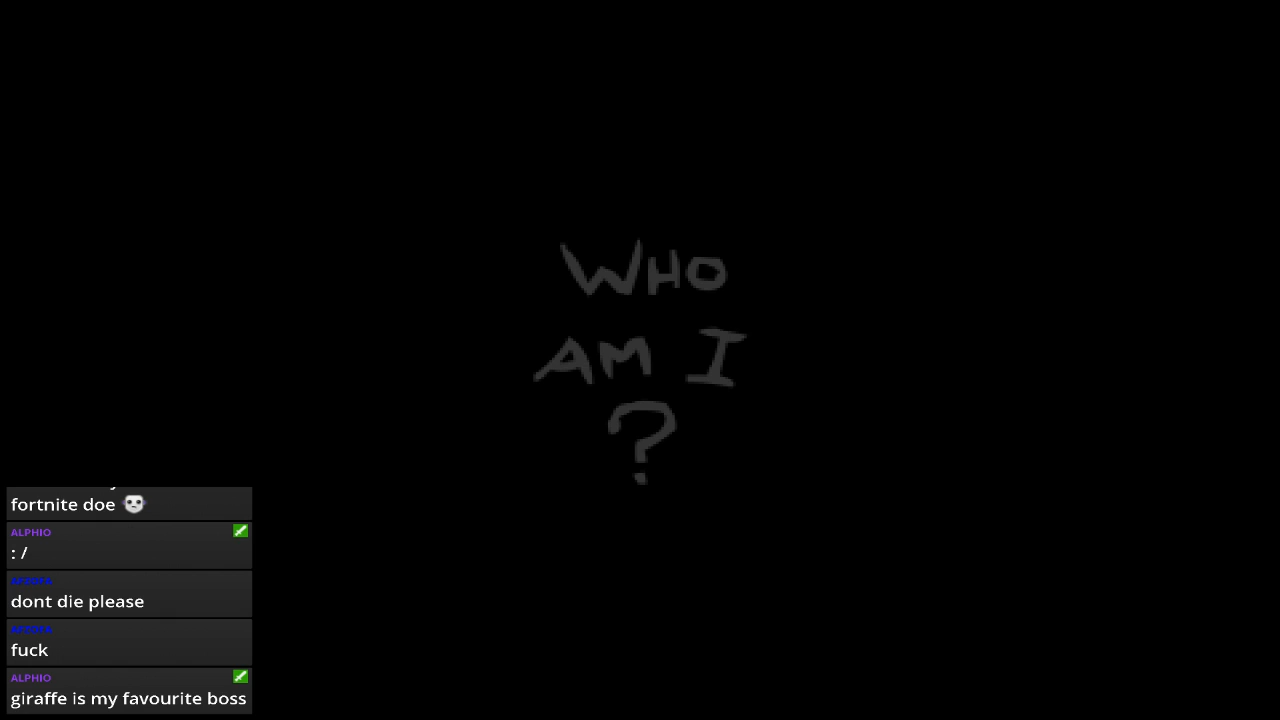 WHO
AM I
?
fortnite doe
ALPHIO
: /
dont die please
fuck
ALPHIO
giraffe is my favourite boss